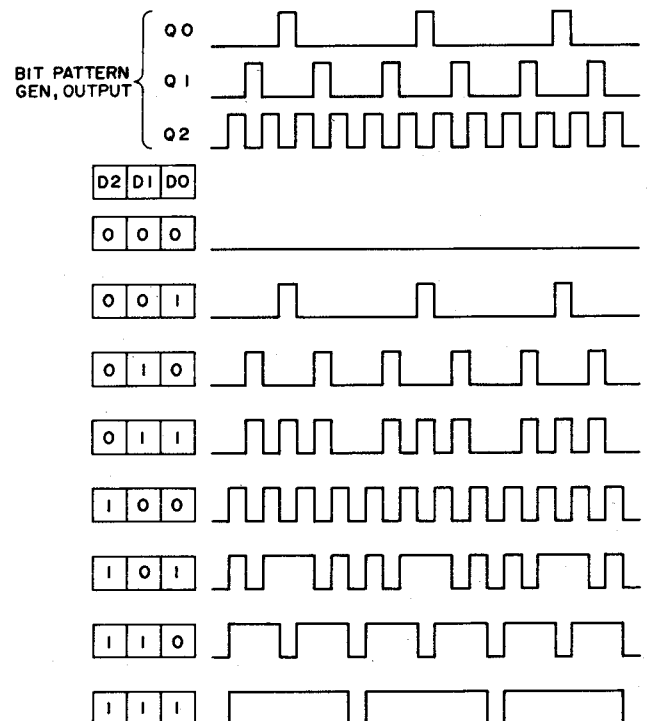 Q0
BIT PATTERN
GEN, OUTPUT
Q1
Q2
D2 D1 D0
0 0 0
0 0 1
0 1 0
0 1 1
1 0 0
1 0 1
1 1 0
1 1 1